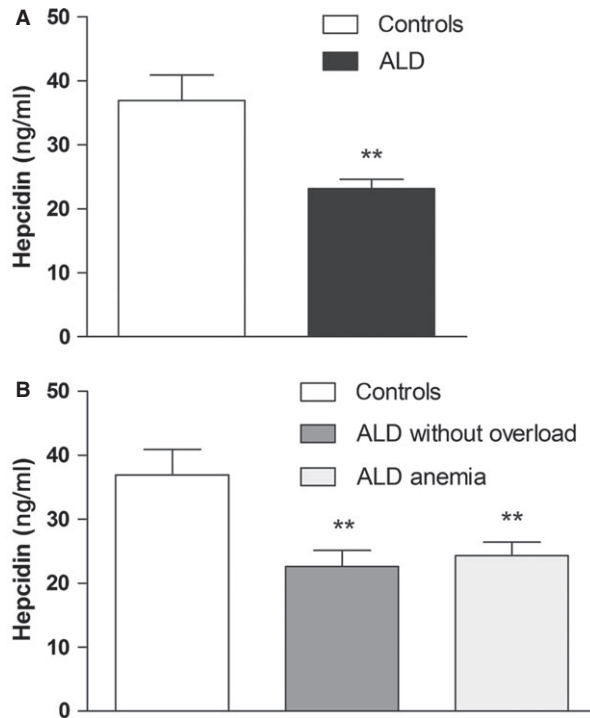 A
50
40
30
20
10
0
Hepcidin (ng/ml)
Controls
ALD
**
B
50
40
30
20
10
0
Hepcidin (ng/ml)
Controls
ALD without overload
ALD anemia
**
**